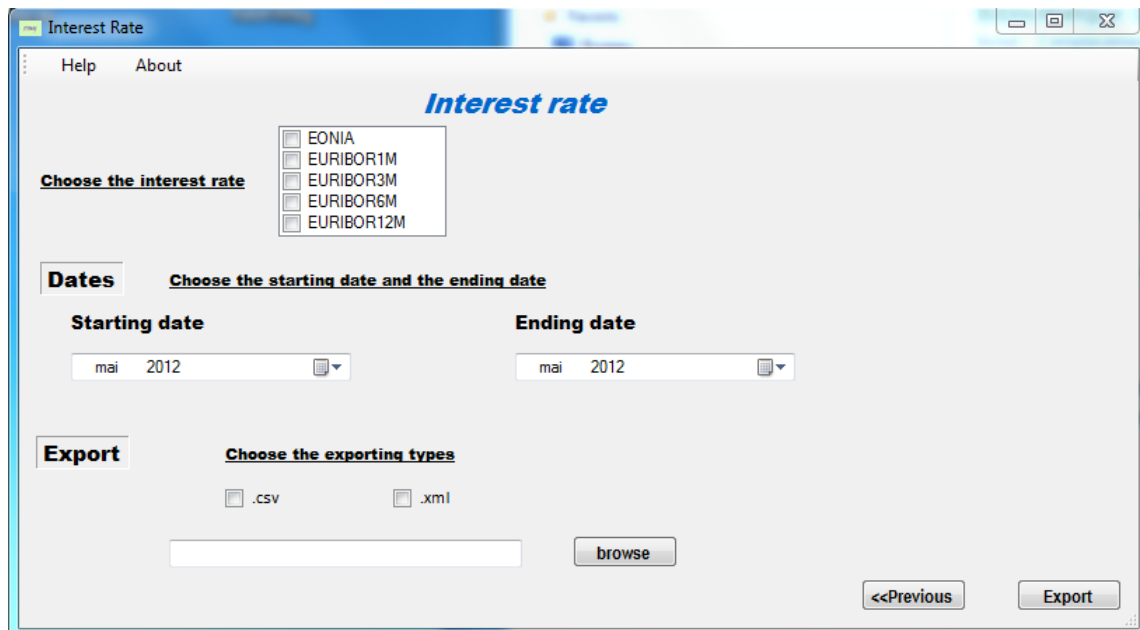 Interest Rate
Help About
Interest rate
EONIA
EURIBOR1M
Choose the interest rate
EURIBOR3M
EURIBOR6M
EURIBOR12M
Dates
Choose the starting date and the ending date
Starting date
Ending date
mai 2012
mai 2012
Export
Choose the exporting types
.csv
.xml
browse
<<Previous
Export